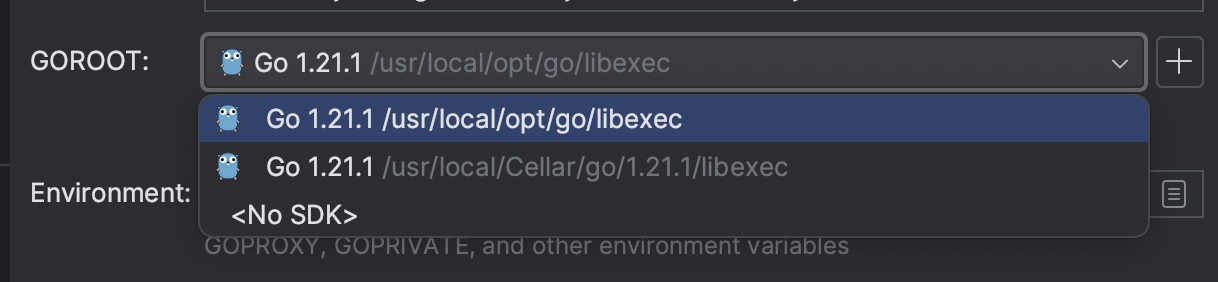 GOROOT:
Go 1.21.1 /usr/local/opt/go/libexec
Go 1.21.1 /usr/local/opt/go/libexec
Go 1.21.1 /usr/local/Cellar/go/1.21.1/libexec
Environment:
<No SDK>
GOPROXY, GOPRIVATE, and other environment variables